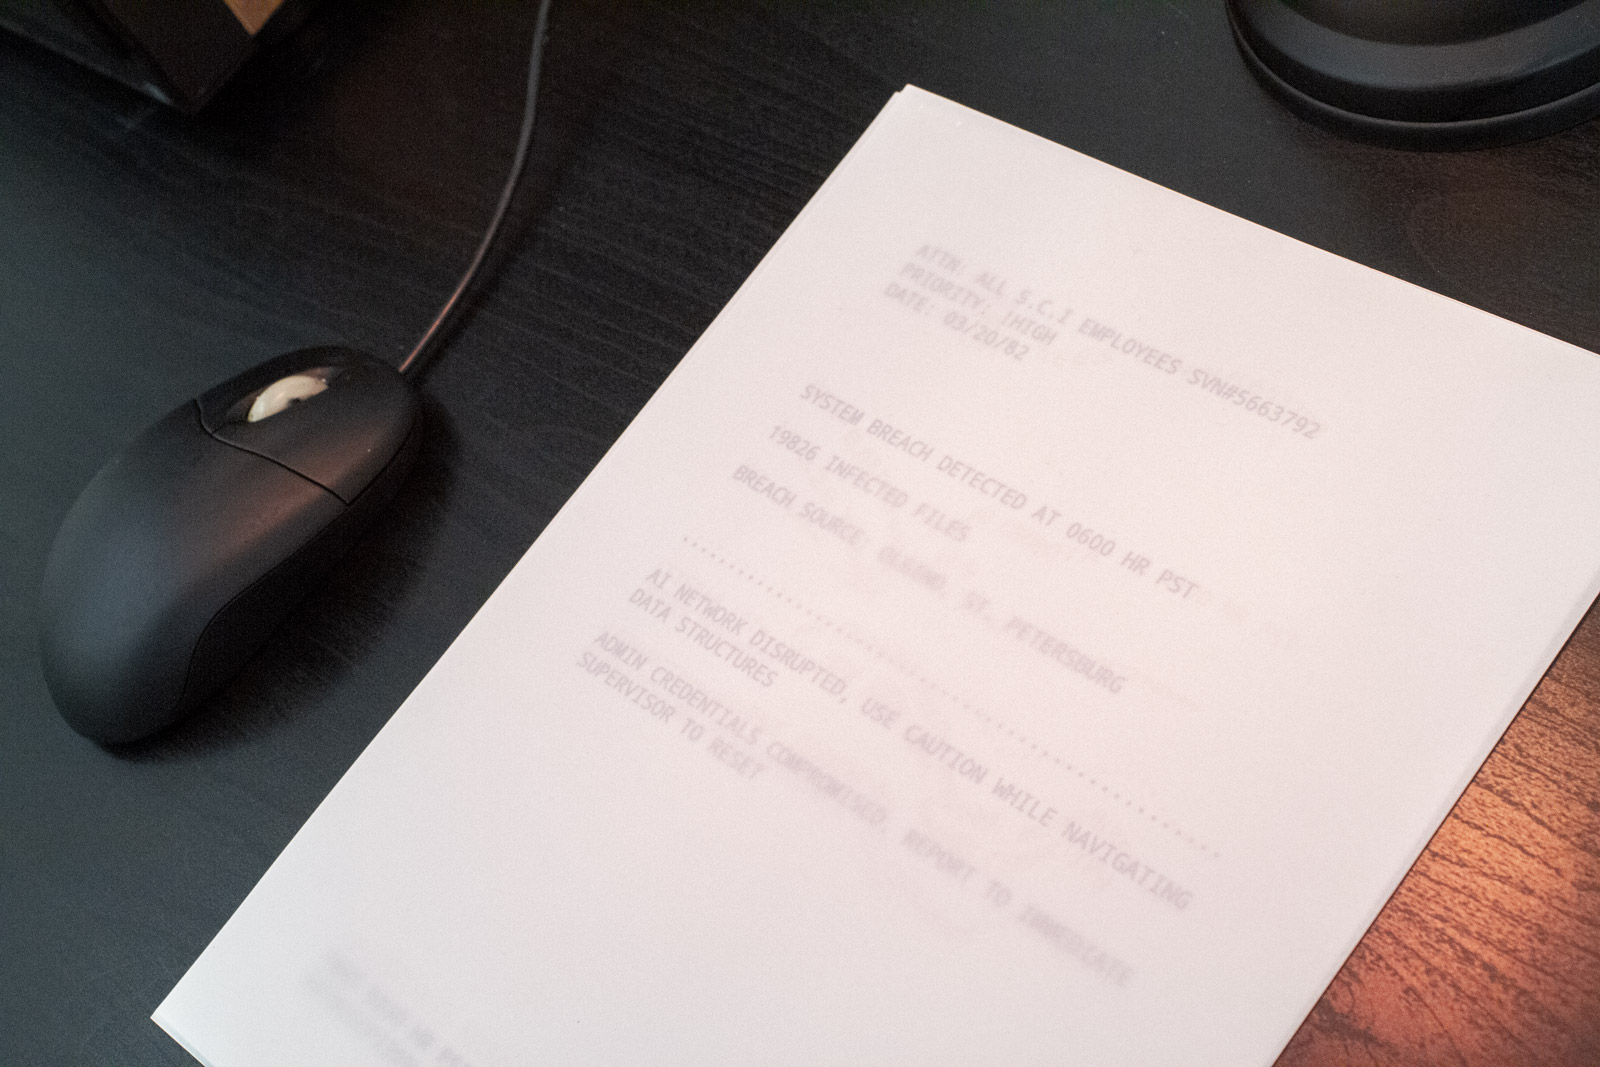 ATTN: ALL S.C.I EMPLOYEES SVN#5663792
PRIORITY: !HIGH
DATE: 03/20/82
SYSTEM BREACH DETECTED AT 0600 HR PST
19826 INFECTED FILES
BREACH SOURCE ST. PETERSBURG
................................................
AI NETWORK DISRUPTED, USE CAUTION WHILE NAVIGATING
DATA STRUCTURES
ADMIN CREDENTIALS COMPROMISED, REPORT TO IMMEDIATE
SUPERVISOR TO RESET